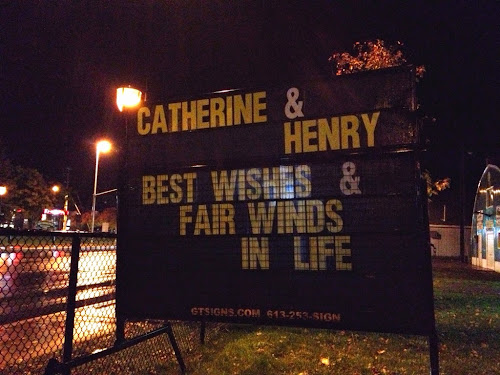 CATHERINE &
HENRY
BEST WISHES &
FAIR WINDS
IN LIFE
GTSIGNS.COM 613-253-SIGN